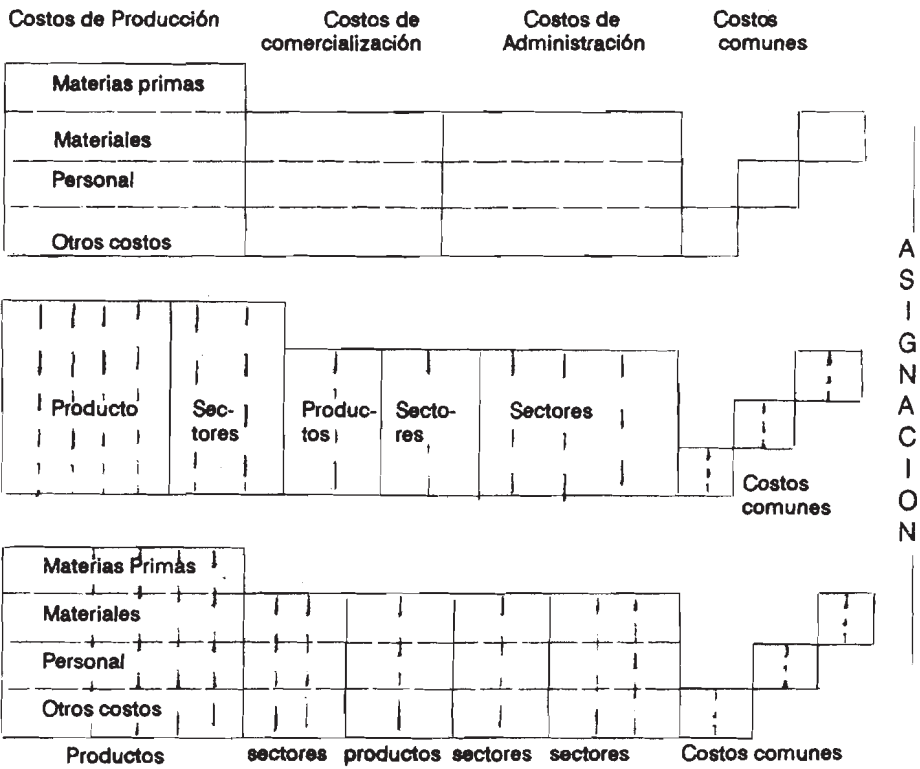 Costos de Producción
Costos de
comercialización
Costos de
Administración
Costos
comunes
Materias primas
Materiales
Personal
Otros costos
Producto
Sec-
tores
Produc-
tos
Secto-
res
Sectores
Costos
comunes
Materias Primas
Materiales
Personal
Otros costos
Productos
sectores
productos
sectores
sectores
Costos comunes
A
S
I
G
N
A
C
I
O
N